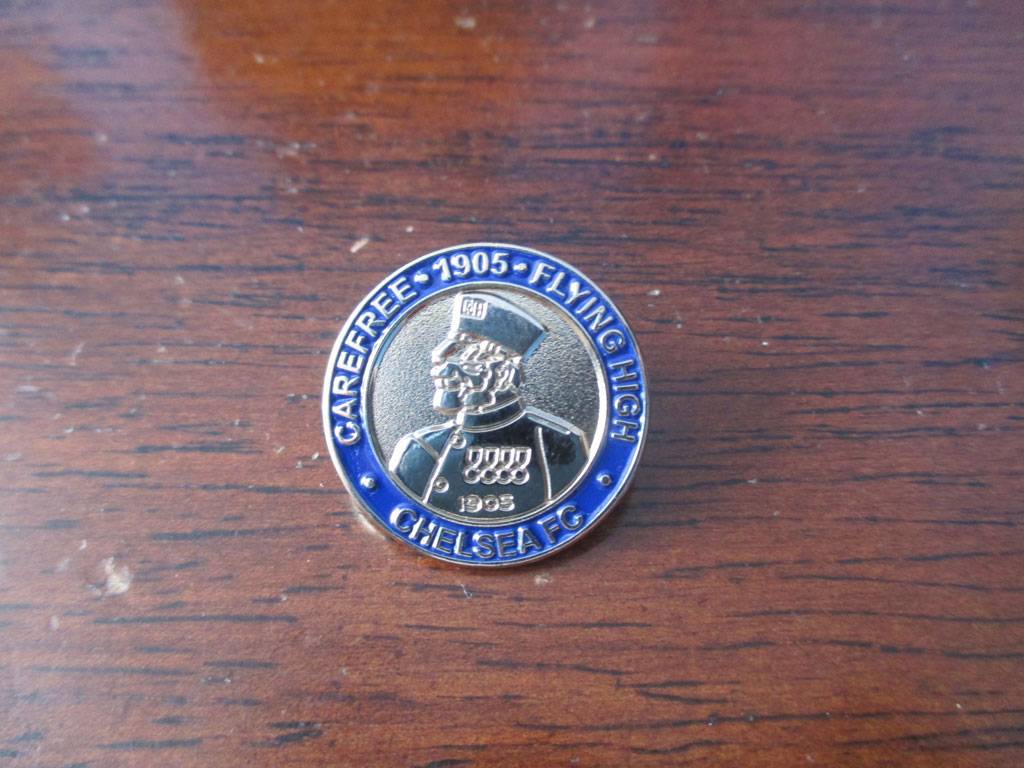 CAREFREE • 1905 • FLYING HIGH
1905
• CHELSEA FC •